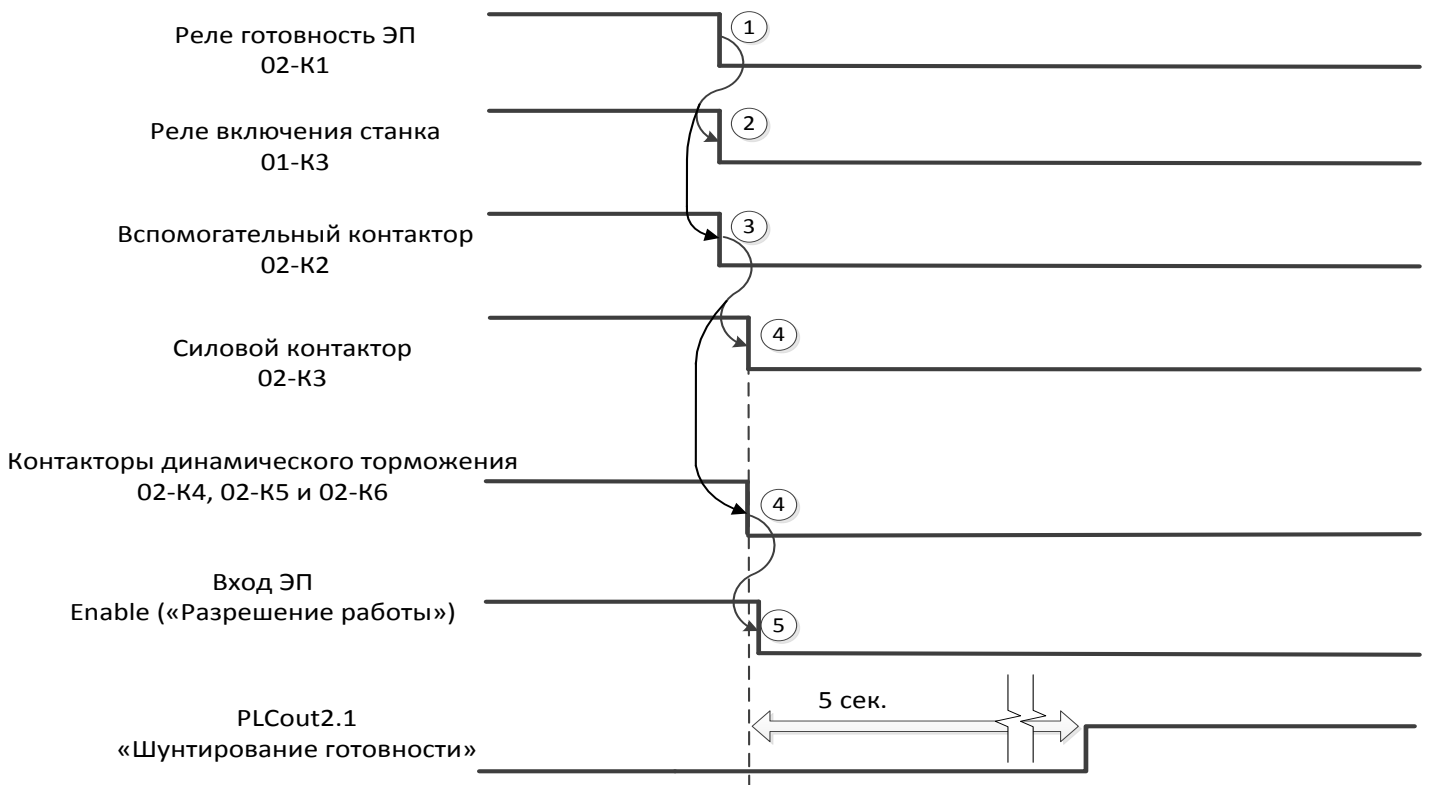 Реле готовность ЭП
02-К1
1
Реле включения станка
01-К3
2
Вспомогательный контактор
02-К2
3
Силовой контактор
02-К3
4
Контакторы динамического торможения
02-К4, 02-К5 и 02-К6
4
Вход ЭП
Enable («Разрешение работы»)
5
5 сек.
PLCout2.1
«Шунтирование готовности»